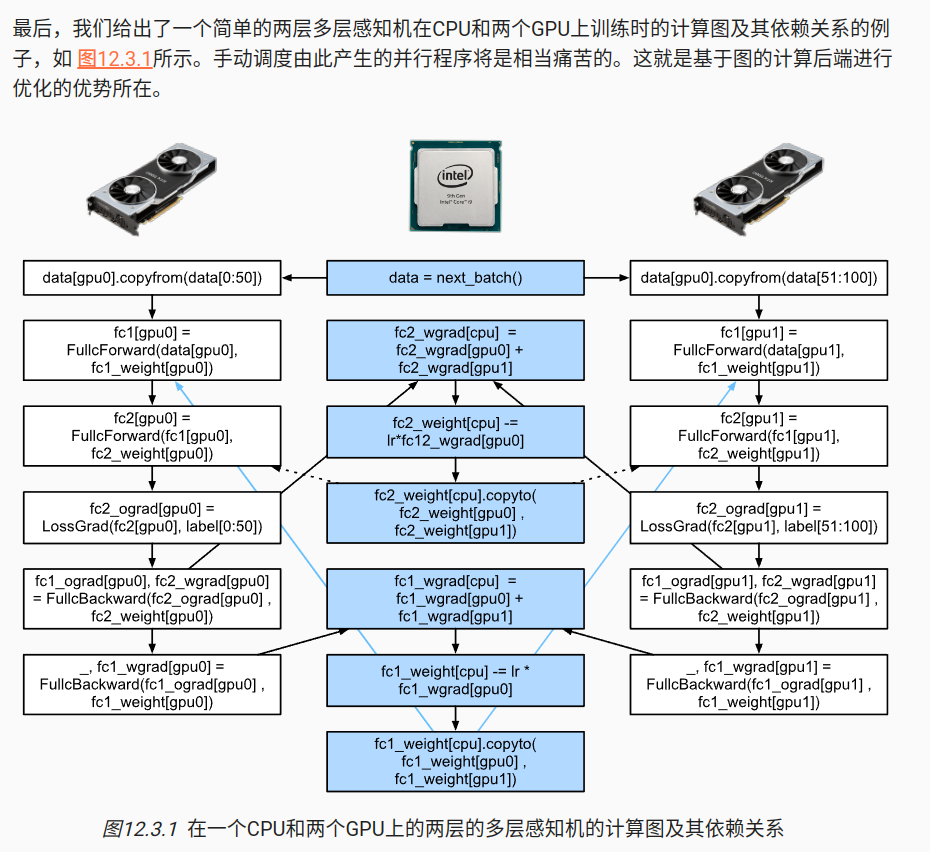 最后，我们给出了一个简单的两层多层感知机在CPU和两个GPU上训练时的计算图及其依赖关系的例
子，如 图12.3.1所示。手动调度由此产生的并行程序将是相当痛苦的。这就是基于图的计算后端进行
优化的优势所在。
intel
9th Gen
Intel® Core™ i9
data[gpu0].copyfrom(data[0:50])
data = next_batch()
data[gpu0].copyfrom(data[51:100])
fc1[gpu0] =
FullcForward(data[gpu0],
fc1_weight[gpu0])
fc2_wgrad[cpu] =
fc2_wgrad[gpu0] +
fc2_wgrad[gpu1]
fc1[gpu1] =
FullcForward(data[gpu1],
fc1_weight[gpu1])
fc2[gpu0] =
FullcForward(fc1[gpu0],
fc2_weight[gpu0])
fc2_weight[cpu] -=
lr*fc12_wgrad[gpu0]
fc2[gpu1] =
FullcForward(fc1[gpu1],
fc2_weight[gpu1])
fc2_ograd[gpu0] =
LossGrad(fc2[gpu0], label[0:50])
fc2_weight[cpu].copyto(
fc2_weight[gpu0] ,
fc2_weight[gpu1])
fc2_ograd[gpu1] =
LossGrad(fc2[gpu1], label[51:100])
fc1_ograd[gpu0], fc2_wgrad[gpu0]
= FullcBackward(fc2_ograd[gpu0] ,
fc2_weight[gpu0])
fc1_wgrad[cpu] =
fc1_wgrad[gpu0] +
fc1_wgrad[gpu1]
fc1_ograd[gpu1], fc2_wgrad[gpu1]
= FullcBackward(fc2_ograd[gpu1] ,
fc2_weight[gpu1])
_, fc1_wgrad[gpu0] =
FullcBackward(fc1_ograd[gpu0] ,
fc1_weight[gpu0])
fc1_weight[cpu] -= lr *
fc1_wgrad[gpu0]
_, fc1_wgrad[gpu1] =
FullcBackward(fc1_ograd[gpu1] ,
fc1_weight[gpu1])
fc1_weight[cpu].copyto(
fc1_weight[gpu0] ,
fc1_weight[gpu1])
图12.3.1 在一个CPU和两个GPU上的两层的多层感知机的计算图及其依赖关系